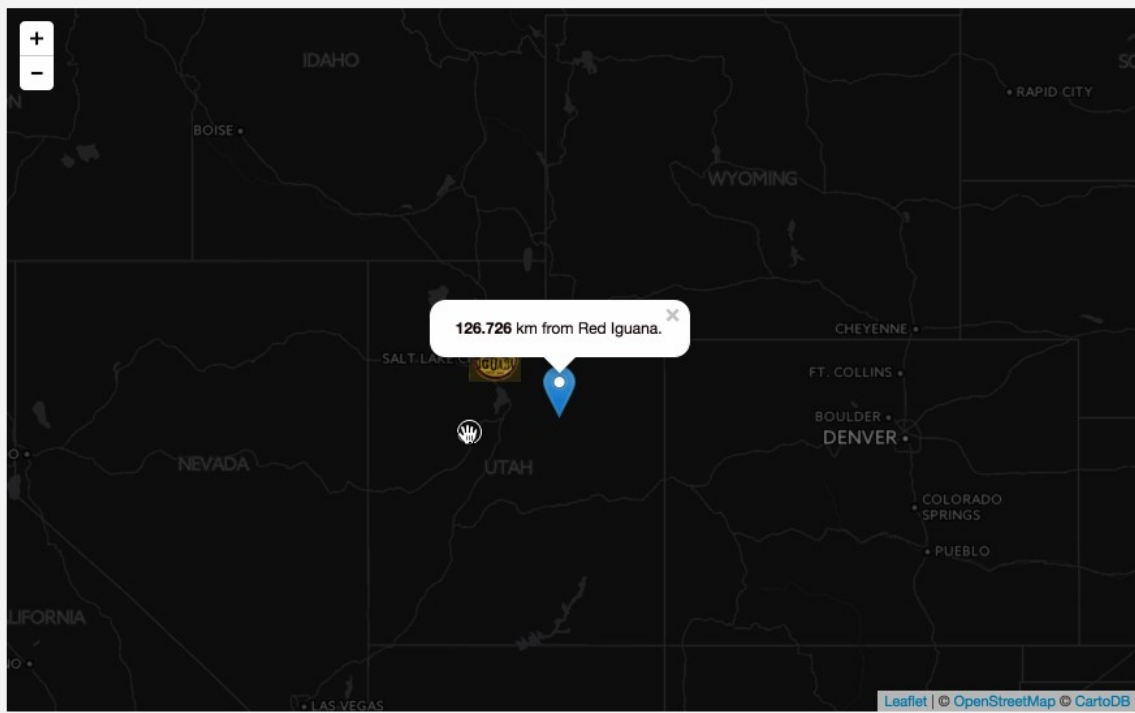 +
−
IDAHO
RAPID CITY
BOISE
WYOMING
126.726 km from Red Iguana.
×
CHEYENNE
SALT LAKE
FT. COLLINS
BOULDER
DENVER
NEVADA
UTAH
COLORADO
SPRINGS
PUEBLO
LIFORNIA
LAS VEGAS
Leaflet | © OpenStreetMap © CartoDB